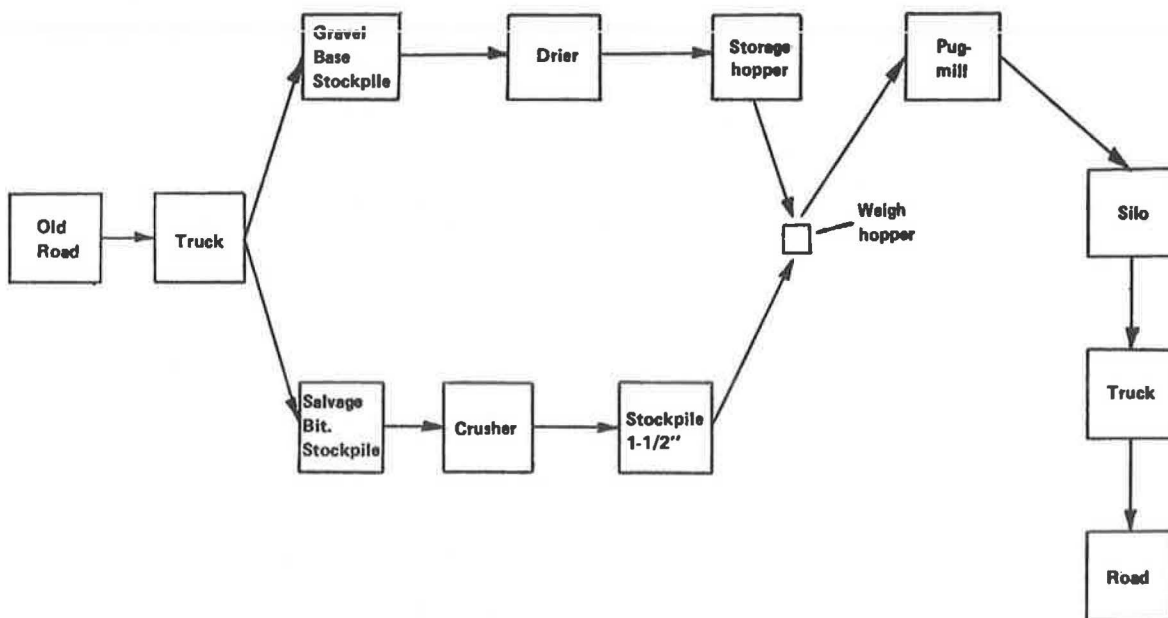 Gravel
Base
Stockpile
Drier
Storage
hopper
Pug-
mill
Old
Road
Truck
Weigh
hopper
Silo
Salvage
Bit.
Stockpile
Crusher
Stockpile
1-1/2"
Truck
Road